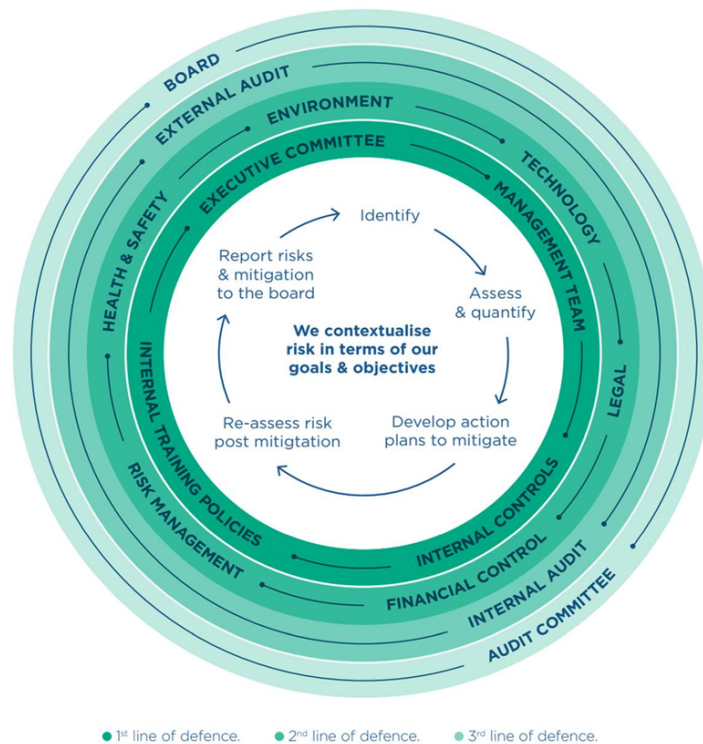 BOARD
AUDIT COMMITTEE
EXTERNAL AUDIT
INTERNAL AUDIT
ENVIRONMENT
TECHNOLOGY
LEGAL
FINANCIAL CONTROL
RISK MANAGEMENT
HEALTH & SAFETY
EXECUTIVE COMMITTEE
MANAGEMENT TEAM
INTERNAL CONTROLS
INTERNAL TRAINING POLICIES
Identify
Assess
& quantify
Develop action
plans to mitigate
Re-assess risk
post mitigtation
Report risks
& mitigation
to the board
We contextualise
risk in terms of our
goals & objectives
1st line of defence.
2nd line of defence.
3rd line of defence.